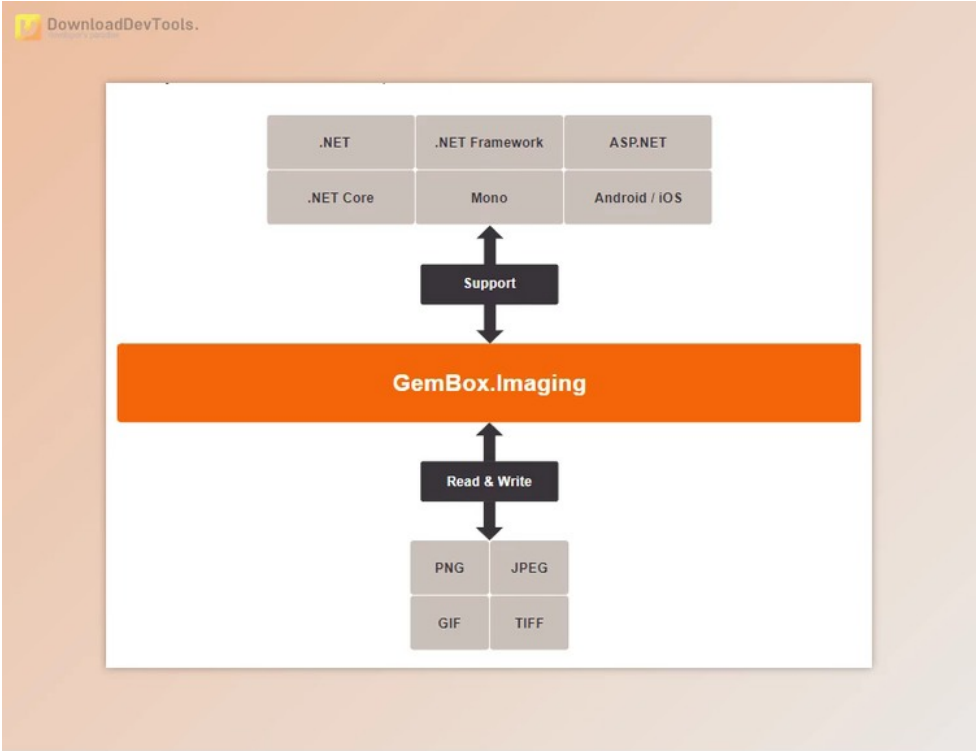 DownloadDevTools.
.NET .NET Framework ASP.NET
.NET Core Mono Android / iOS
Support
GemBox.Imaging
Read & Write
PNG JPEG
GIF TIFF